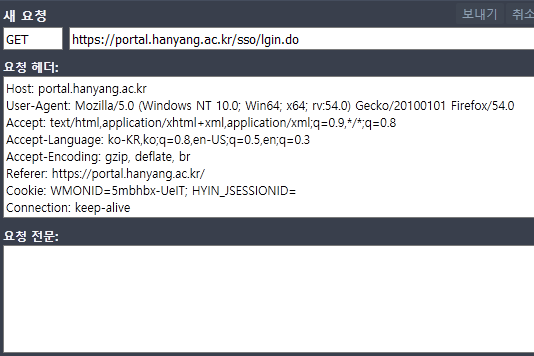 새 요청
보내기 취소
GET https://portal.hanyang.ac.kr/sso/lgin.do
요청 헤더:
Host: portal.hanyang.ac.kr
User-Agent: Mozilla/5.0 (Windows NT 10.0; Win64; x64; rv:54.0) Gecko/20100101 Firefox/54.0
Accept: text/html,application/xhtml+xml,application/xml;q=0.9,*/*;q=0.8
Accept-Language: ko-KR,ko;q=0.8,en-US;q=0.5,en;q=0.3
Accept-Encoding: gzip, deflate, br
Referer: https://portal.hanyang.ac.kr/
Cookie: WMONID=5mbhbx-UeIT; HYIN_JSESSIONID=
Connection: keep-alive
요청 전문: